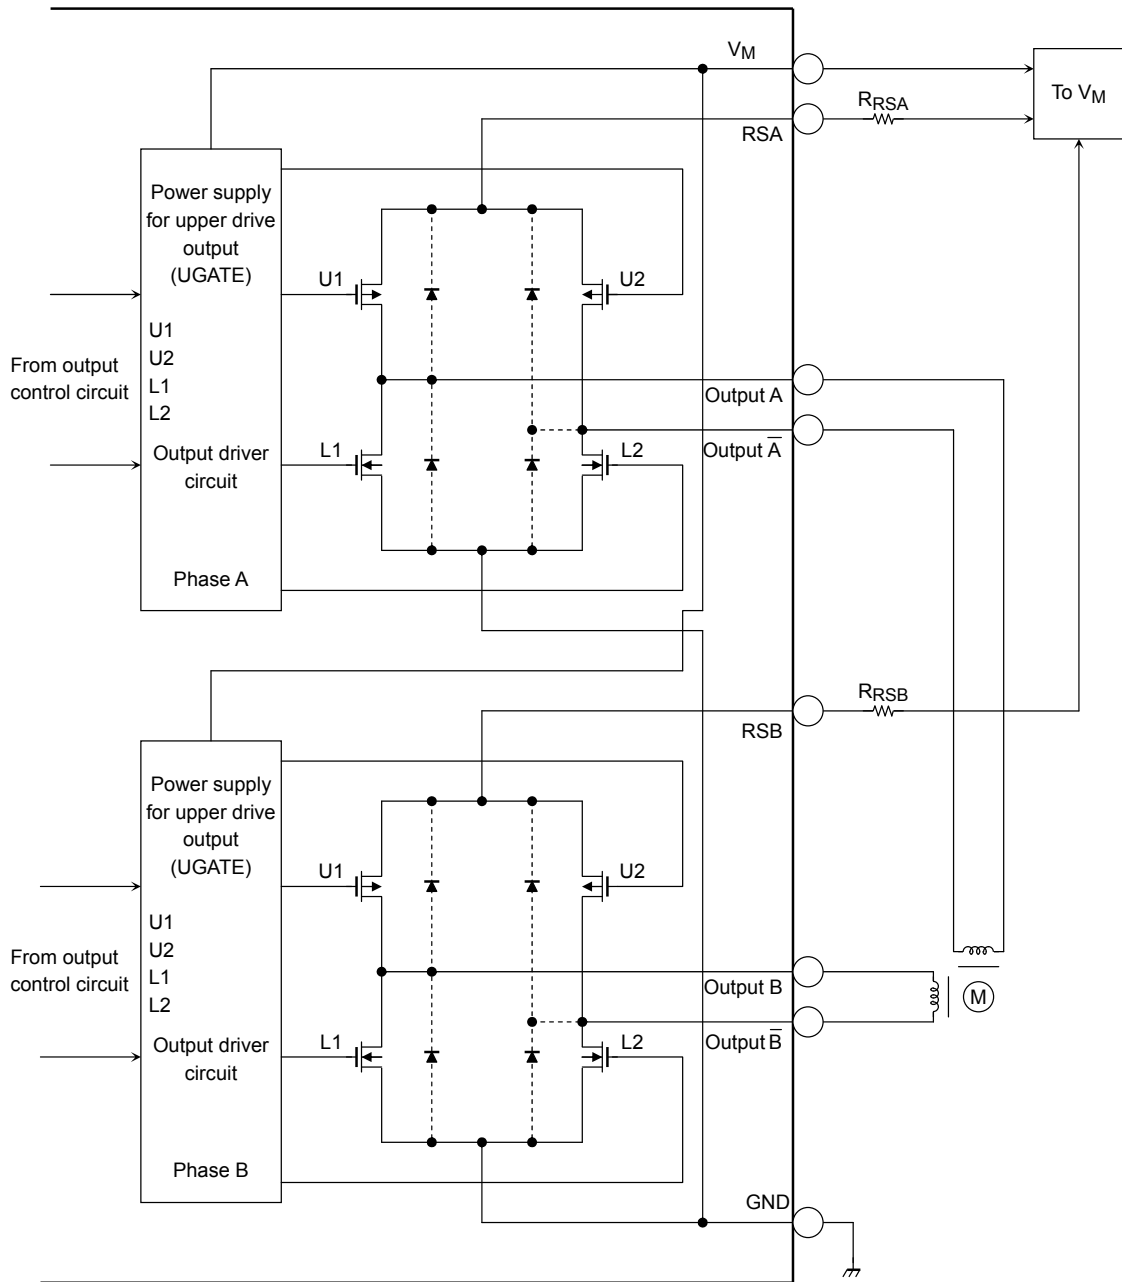 VM
RSA
RRSA
To VM
Power supply
for upper drive
output
(UGATE)
U1
U2
U1
U2
L1
L2
From output
control circuit
Output A
Output A̅
L1
L2
Output driver
circuit
Phase A
RSB
RRSB
Power supply
for upper drive
output
(UGATE)
U1
U2
U1
U2
L1
L2
From output
control circuit
Output B
Output B̅
M
L1
L2
Output driver
circuit
Phase B
GND